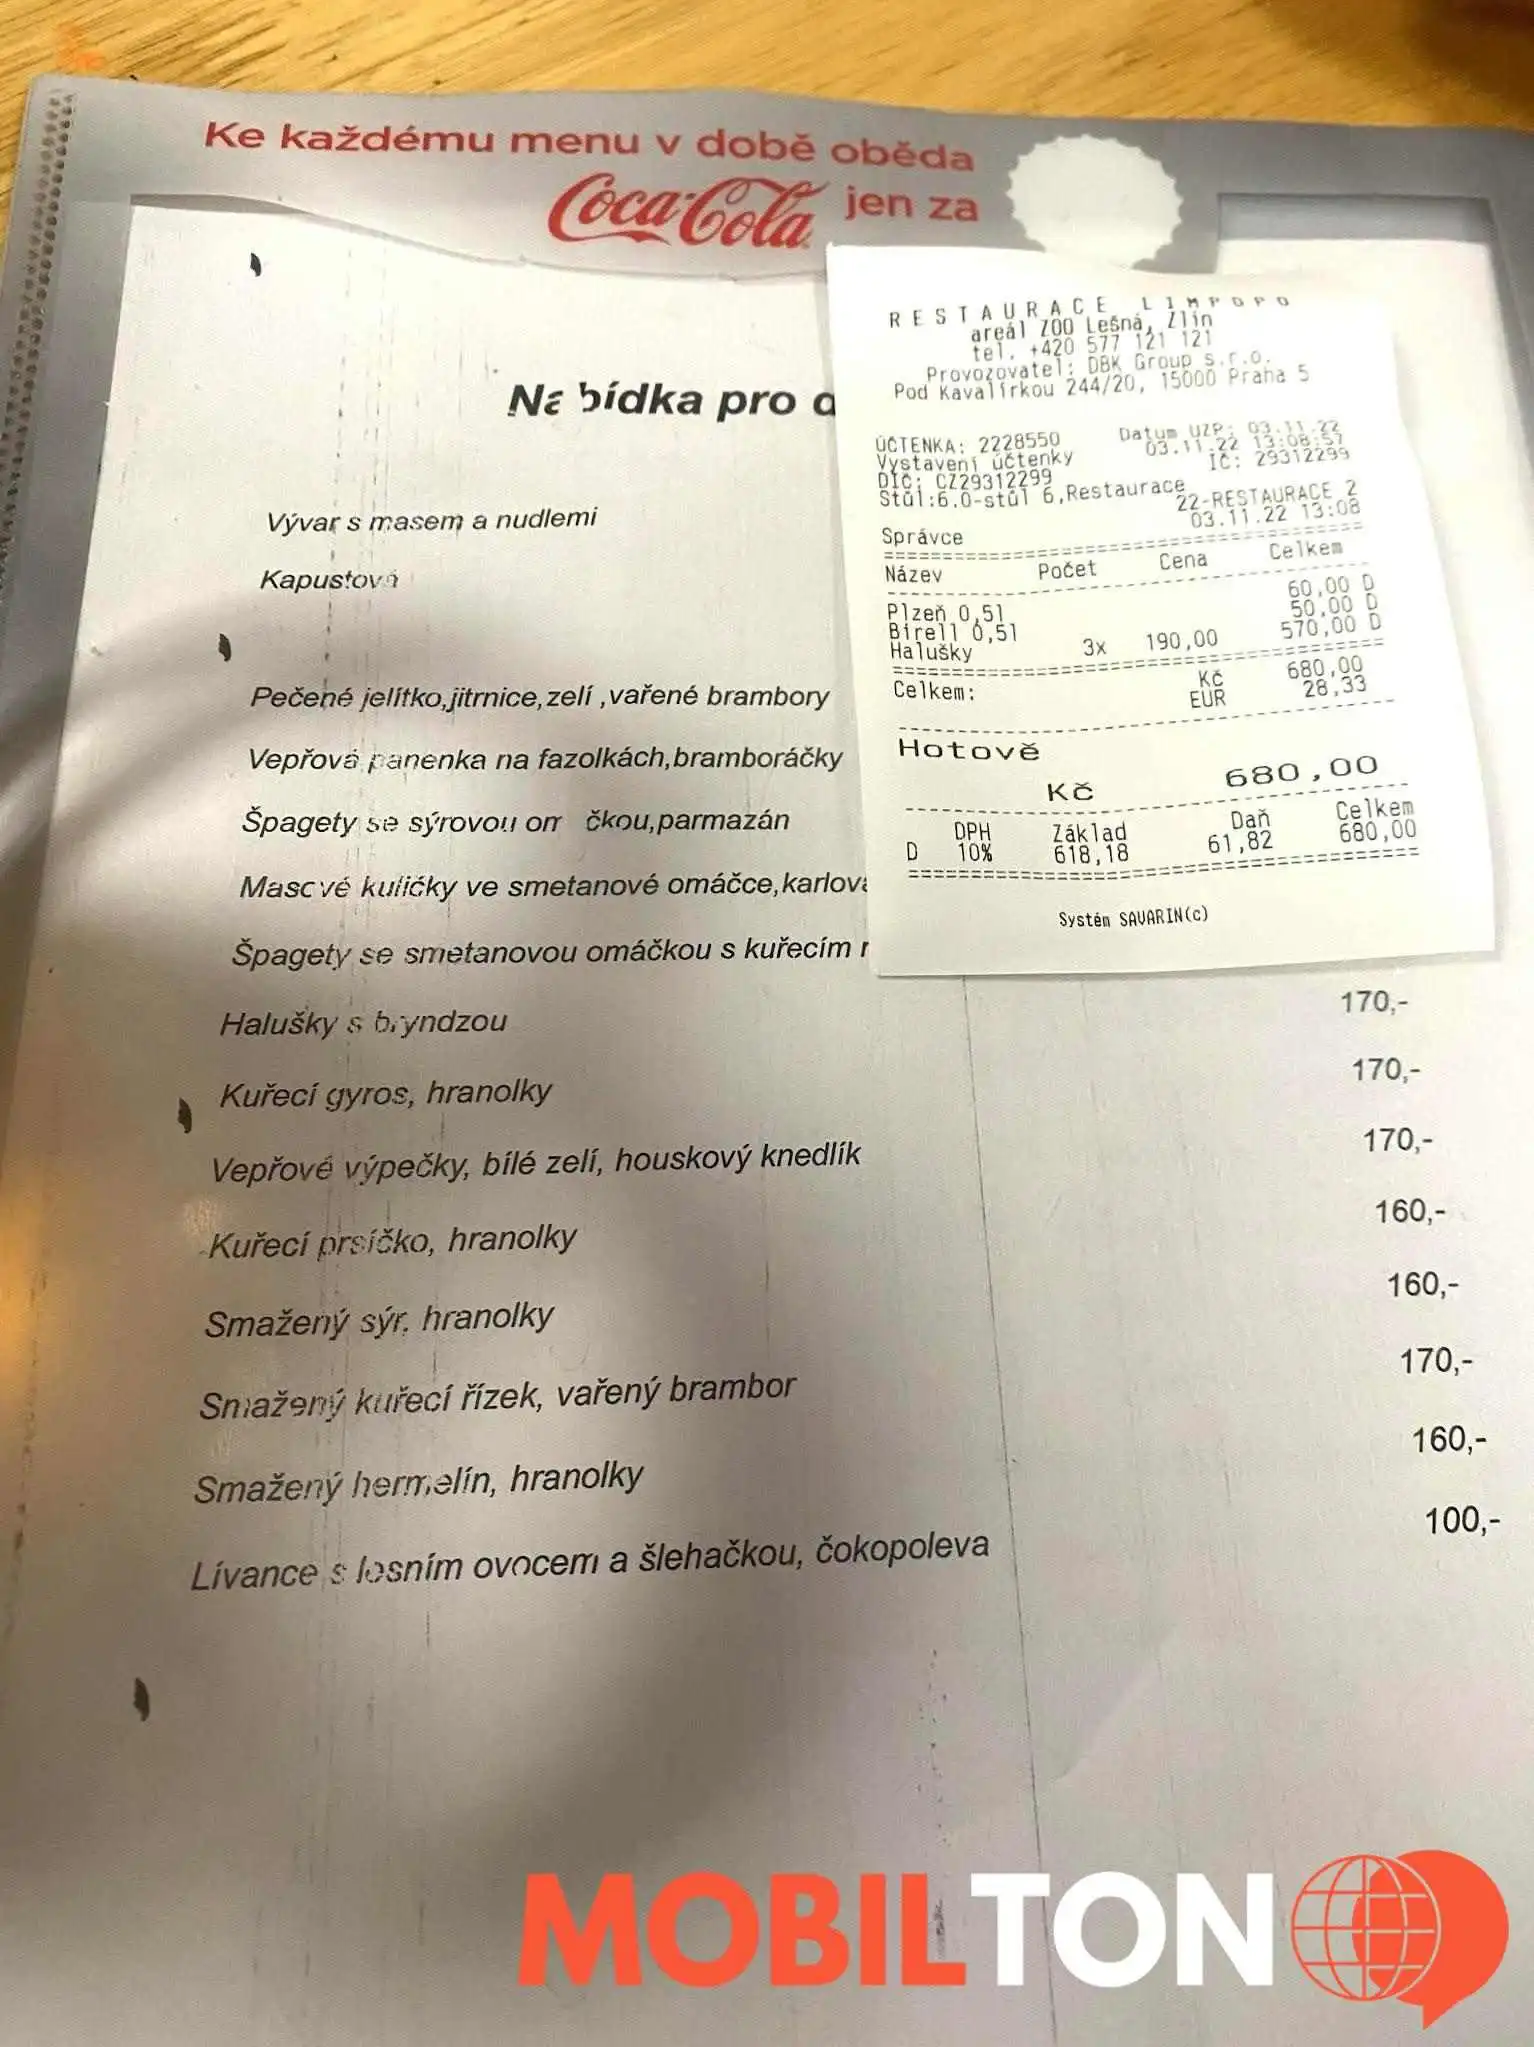 Ke každému menu v době oběda
Coca-Cola jen za
Nabídka pro d
Vývar s masem a nudlemi
Kapustová
Pečené jelítko,jitrnice,zelí ,vařené brambory
Vepřová panenka na fazolkách,bramboráčky
Špagety se sýrovou om čkou,parmazán
Masové kuličky ve smetanové omáčce,karlova
Špagety se smetanovou omáčkou s kuřecím
Halušky s bryndzou 170,-
Kuřecí gyros, hranolky 170,-
Vepřové výpečky, bílé zelí, houskový knedlík 170,-
Kuřecí prsíčko, hranolky 160,-
Smažený sýr, hranolky 160,-
Smažený kuřecí řízek, vařený brambor 170,-
Smažený hermelín, hranolky 160,-
Lívance s lesním ovocem a šlehačkou, čokopoleva 100,-
RESTAURACE LIMPOPO
areál ZOO Lešná, Zlín
tel. +420 577 121 121
Provozovatel: DBK Group s.r.o.
Pod Kavalírkou 244/20, 15000 Praha 5
ÚČTENKA: 2228550 Datum UZP: 03.11.22
Vystavení účtenky 03.11.22 13:08:57
DIČ: CZ29312299 IČ: 29312299
Stůl:6.0-stůl 6,Restaurace
22-RESTAURACE 2
Správce 03.11.22 13:08
Název Počet Cena Celkem
Plzeň 0,5l 60,00 D
Birell 0,5l 50,00 D
Halušky 3x 190,00 570,00 D
Celkem: Kč 680,00
EUR 28,33
Hotově
Kč 680,00
DPH Základ Daň Celkem
D 10% 618,18 61,82 680,00
Systém SAVARIN(c)
MOBILTON